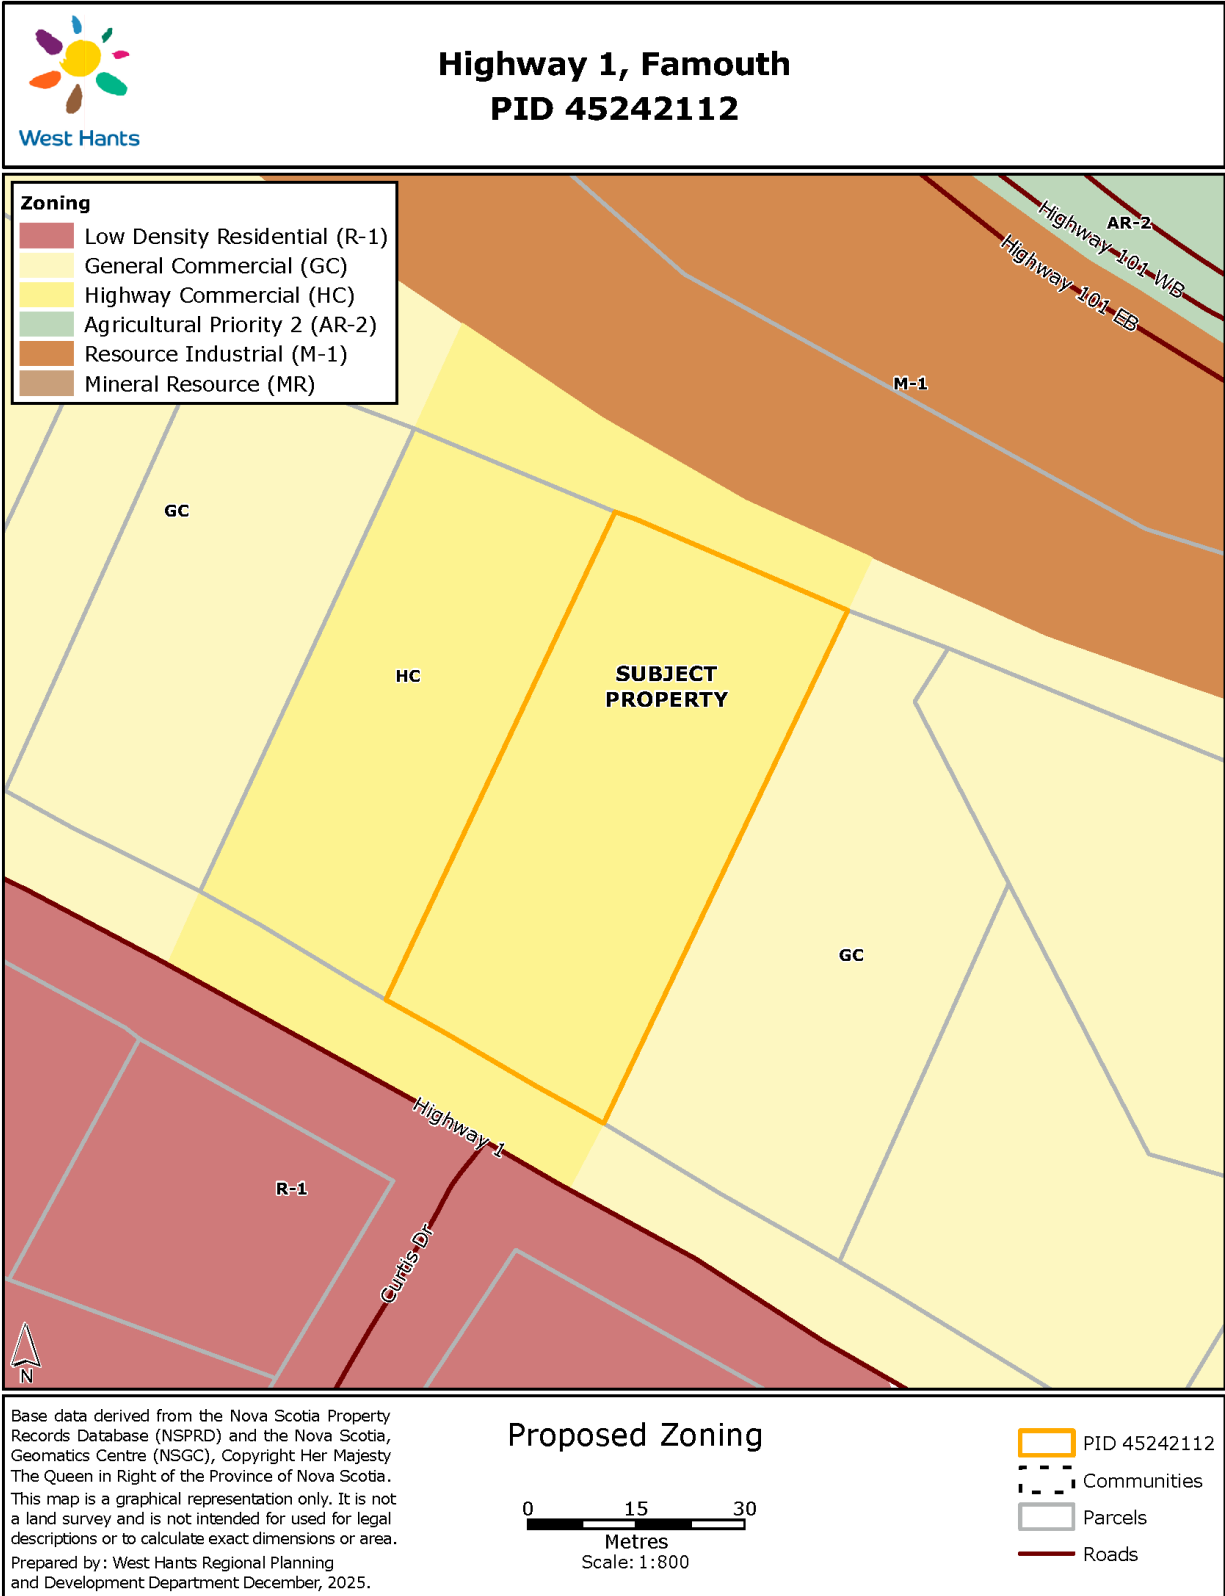 West Hants
Highway 1, Famouth
PID 45242112
Zoning
Low Density Residential (R-1)
General Commercial (GC)
Highway Commercial (HC)
Agricultural Priority 2 (AR-2)
Resource Industrial (M-1)
Mineral Resource (MR)
AR-2
Highway 101 WB
Highway 101 EB
M-1
GC
HC
SUBJECT
PROPERTY
GC
Highway 1
R-1
Curtis Dr
N
Base data derived from the Nova Scotia Property
Records Database (NSPRD) and the Nova Scotia,
Geomatics Centre (NSGC), Copyright Her Majesty
The Queen in Right of the Province of Nova Scotia.
This map is a graphical representation only. It is not
a land survey and is not intended for used for legal
descriptions or to calculate exact dimensions or area.
Prepared by: West Hants Regional Planning
and Development Department December, 2025.
Proposed Zoning
0 15 30
Metres
Scale: 1:800
PID 45242112
Communities
Parcels
Roads